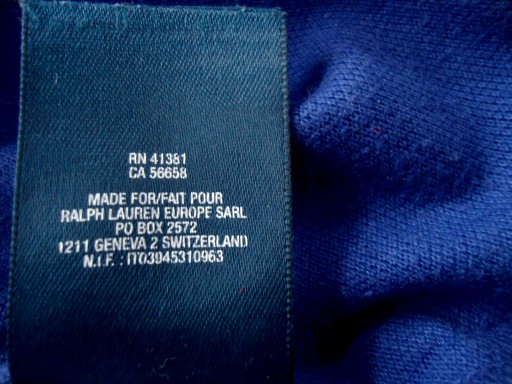 RN 41381
CA 56658
MADE FOR/FAIT POUR
RALPH LAUREN EUROPE SARL
PO BOX 2572
1211 GENEVA 2 SWITZERLAND
N.I.F. : IT03945310963